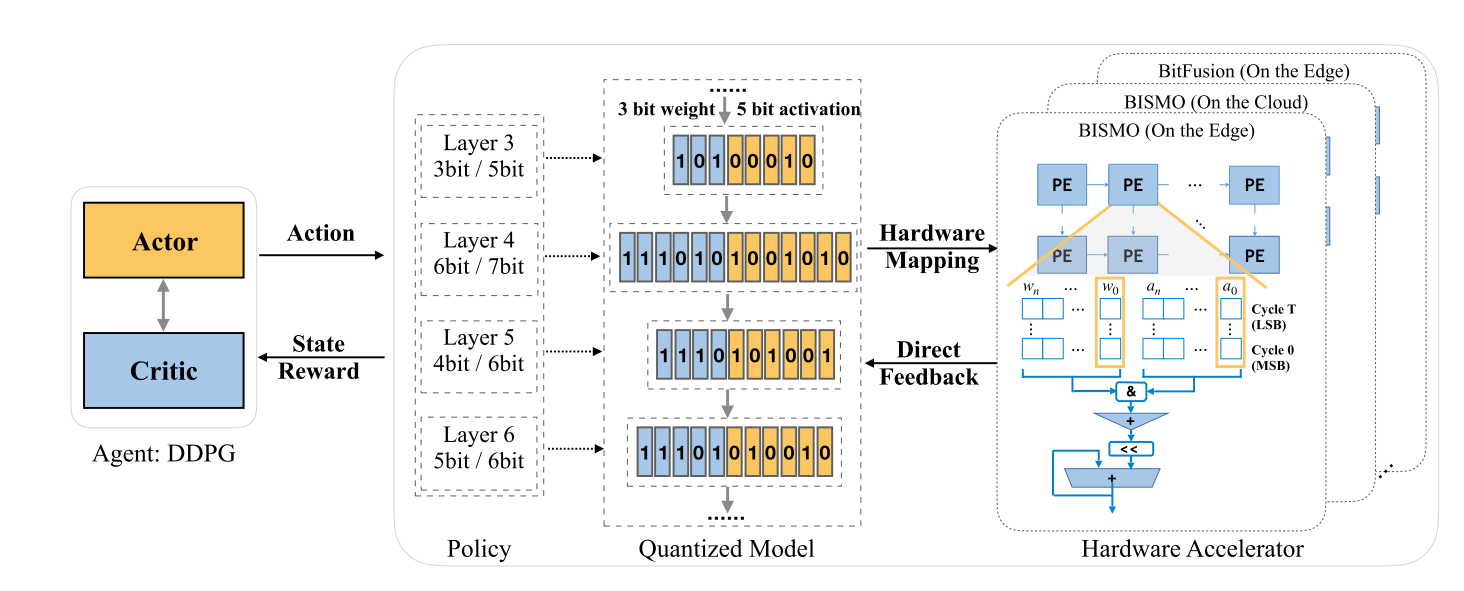 Actor
Critic
Agent: DDPG
Action
State
Reward
Layer 3
3bit / 5bit
Layer 4
6bit / 7bit
Layer 5
4bit / 6bit
Layer 6
5bit / 6bit
Policy
......
3 bit weight 5 bit activation
1 0 1 0 0 0 1 0
1 1 1 0 1 0 1 0 0 1 0 1 0
1 1 1 0 1 0 1 0 0 1
1 1 1 0 1 0 1 0 0 1 0
......
Quantized Model
Hardware
Mapping
Direct
Feedback
BitFusion (On the Edge)
BISMO (On the Cloud)
BISMO (On the Edge)
PE PE ... PE
PE PE PE
wn ... w0 an ... a0
... ... Cycle T
(LSB)
... ... Cycle 0
(MSB)
&
+
<<
+
Hardware Accelerator